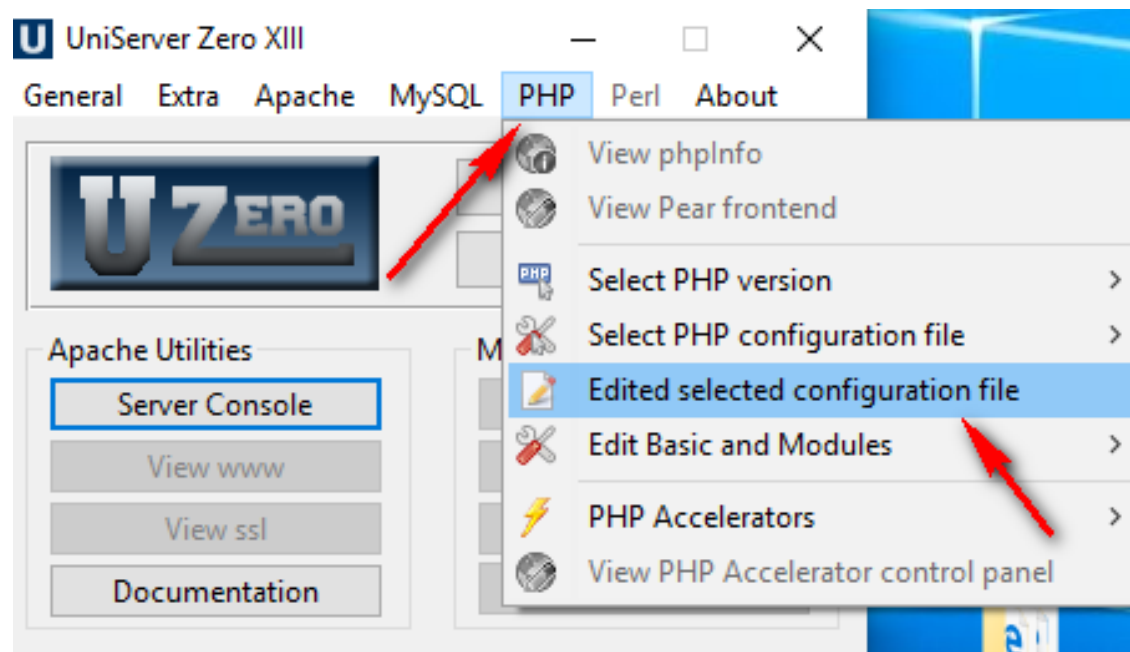 UniServer Zero XIII
General Extra Apache MySQL PHP Perl About
U ZERO
View phpInfo
View Pear frontend
Select PHP version
Select PHP configuration file
Edited selected configuration file
Edit Basic and Modules
PHP Accelerators
View PHP Accelerator control panel
Apache Utilities
Server Console
View www
View ssl
Documentation
M